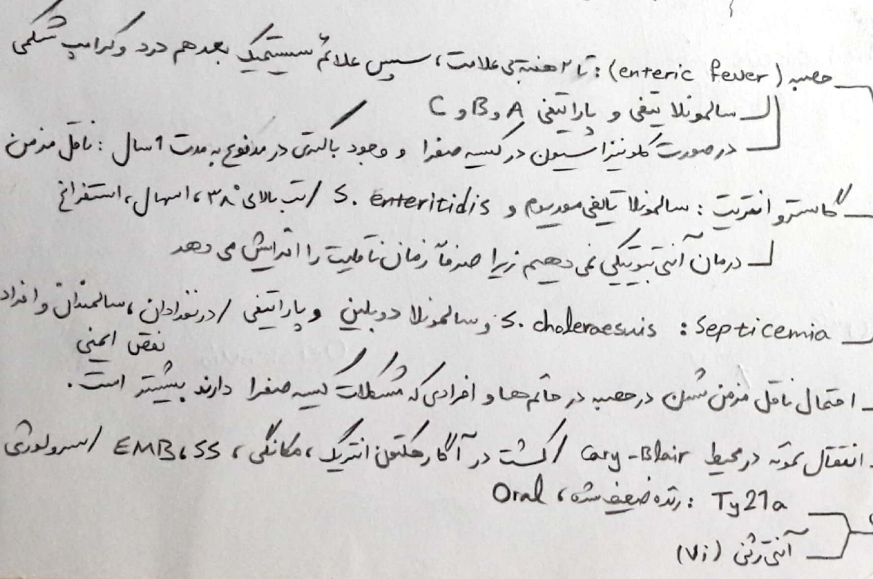 حصبه (enteric fever): تا ۲ هفته بی علامت، سپس علائم سیستمیک بعد هم درد و کرامپ شکمی
سالمونلا تیفی و پاراتیفی A و B و C
در صورت کلونیزاسیون در کیسه صفرا و وجود باکتری در مدفوع به مدت 1 سال: ناقل مزمن
گاستروانتریت: سالمونلا تایفی موریوم و S. enteritidis / تب بالای ۳۸°، اسهال، استفراغ
درمان آنتی بیوتیکی نمی دهیم زیرا صرفاً زمان ناقلیت را افزایش می دهد
Septicemia: S. choleraesuis و سالمونلا دوبلین و پاراتیفی / در نوزادان، سالمندان و افراد
نقص ایمنی
احتمال ناقل مزمن شدن در حصبه در خانم ها و افرادی که مشکلات کیسه صفرا دارند بیشتر است.
انتقال نمونه در محیط Cary-Blair / کشت در آگار هکتون انتریک، مکانکی، SS، EMB / سرولوژی
Ty21a: زنده ضعیف شده، Oral
آنتی ژن (Vi)